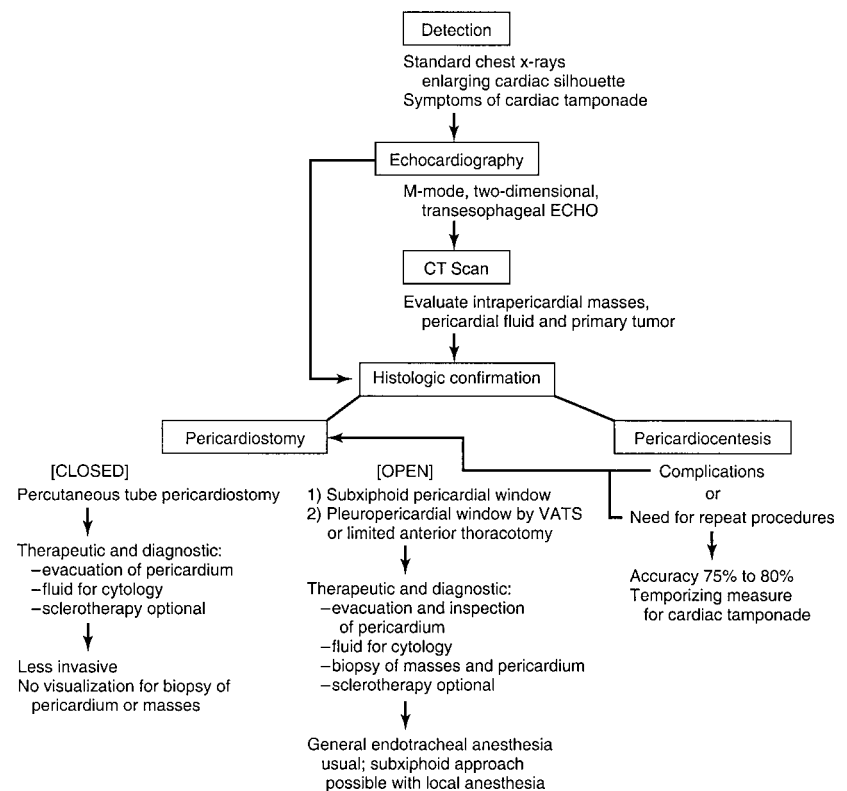 Detection
Standard chest x-rays
enlarging cardiac silhouette
Symptoms of cardiac tamponade
Echocardiography
M-mode, two-dimensional,
transesophageal ECHO
CT Scan
Evaluate intrapericardial masses,
pericardial fluid and primary tumor
Histologic confirmation
Pericardiostomy
Pericardiocentesis
[CLOSED]
Percutaneous tube pericardiostomy
Therapeutic and diagnostic:
–evacuation of pericardium
–fluid for cytology
–sclerotherapy optional
Less invasive
No visualization for biopsy of
pericardium or masses
[OPEN]
1) Subxiphoid pericardial window
2) Pleuropericardial window by VATS
or limited anterior thoracotomy
Therapeutic and diagnostic:
–evacuation and inspection
of pericardium
–fluid for cytology
–biopsy of masses and pericardium
–sclerotherapy optional
General endotracheal anesthesia
usual; subxiphoid approach
possible with local anesthesia
Complications
or
Need for repeat procedures
Accuracy 75% to 80%
Temporizing measure
for cardiac tamponade